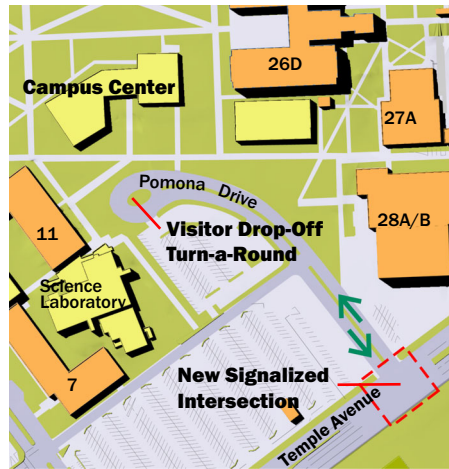 26D
Campus Center
27A
Pomona Drive
Visitor Drop-Off
Turn-a-Round
28A/B
11
Science
Laboratory
7
New Signalized
Intersection
Temple Avenue